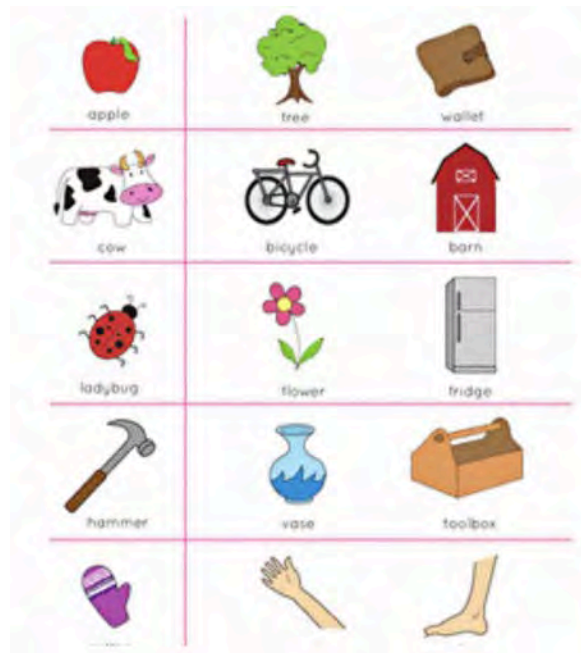 apple
tree
wallet
cow
bicycle
barn
ladybug
flower
fridge
hammer
vase
toolbox